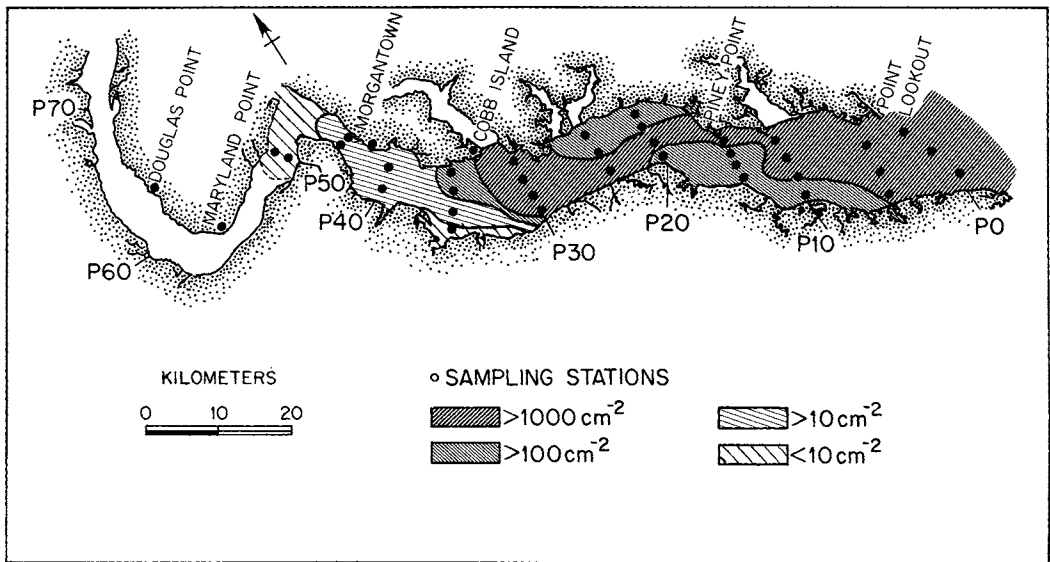 P70
DOUGLAS POINT
MARYLAND POINT
MORGANTOWN
COBB ISLAND
PINEY POINT
POINT LOOKOUT
P60
P50
P40
P30
P20
P10
P0
KILOMETERS
0 10 20
SAMPLING STATIONS
>1000 cm⁻²
>100 cm⁻²
>10 cm⁻²
<10 cm⁻²